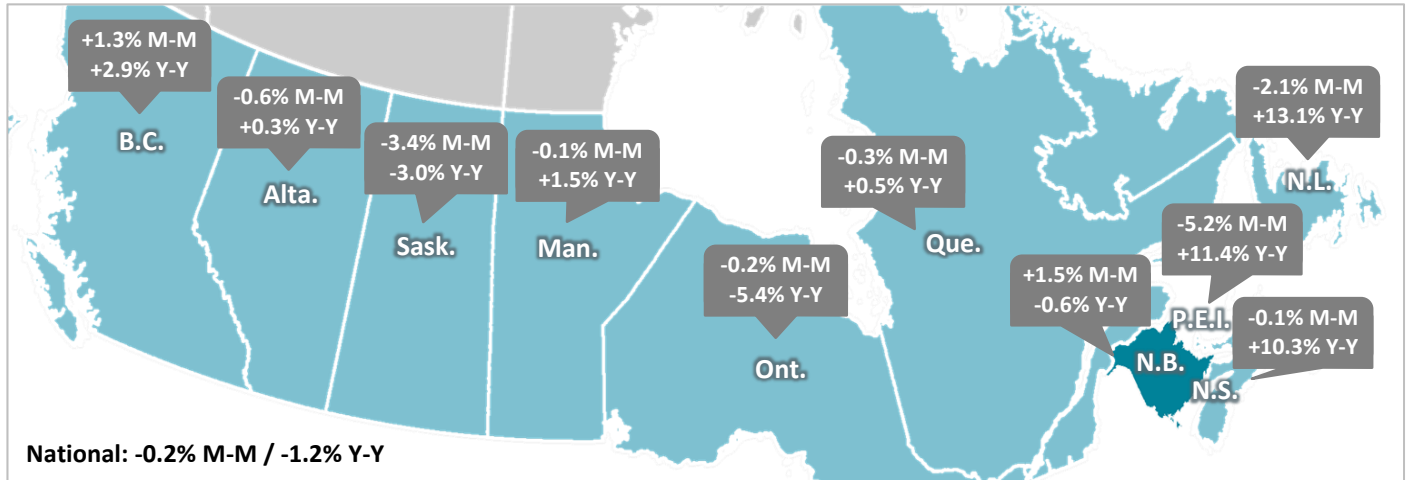 +1.3% M-M
+2.9% Y-Y
B.C.
-0.6% M-M
+0.3% Y-Y
Alta.
-3.4% M-M
-3.0% Y-Y
Sask.
-0.1% M-M
+1.5% Y-Y
Man.
-0.2% M-M
-5.4% Y-Y
Ont.
-0.3% M-M
+0.5% Y-Y
Que.
-2.1% M-M
+13.1% Y-Y
N.L.
-5.2% M-M
+11.4% Y-Y
P.E.I.
+1.5% M-M
-0.6% Y-Y
N.B.
-0.1% M-M
+10.3% Y-Y
N.S.
National: -0.2% M-M / -1.2% Y-Y